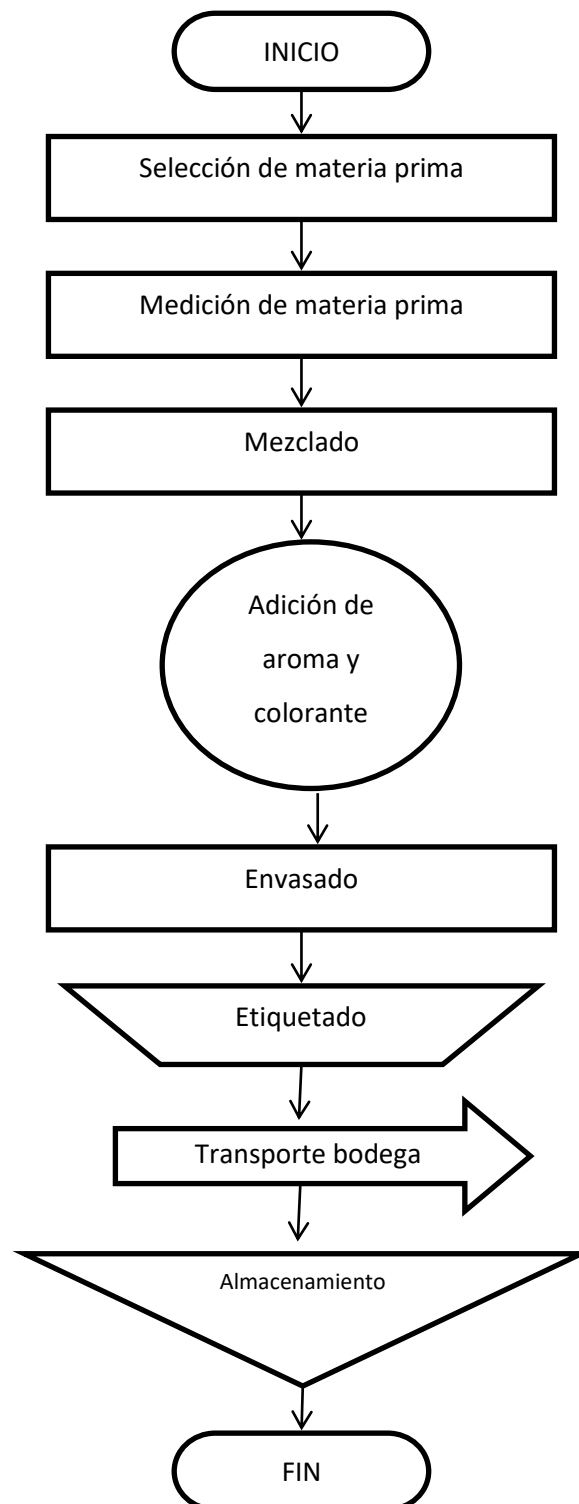 INICIO
Selección de materia prima
Medición de materia prima
Mezclado
Adición de
aroma y
colorante
Envasado
Etiquetado
Transporte bodega
Almacenamiento
FIN